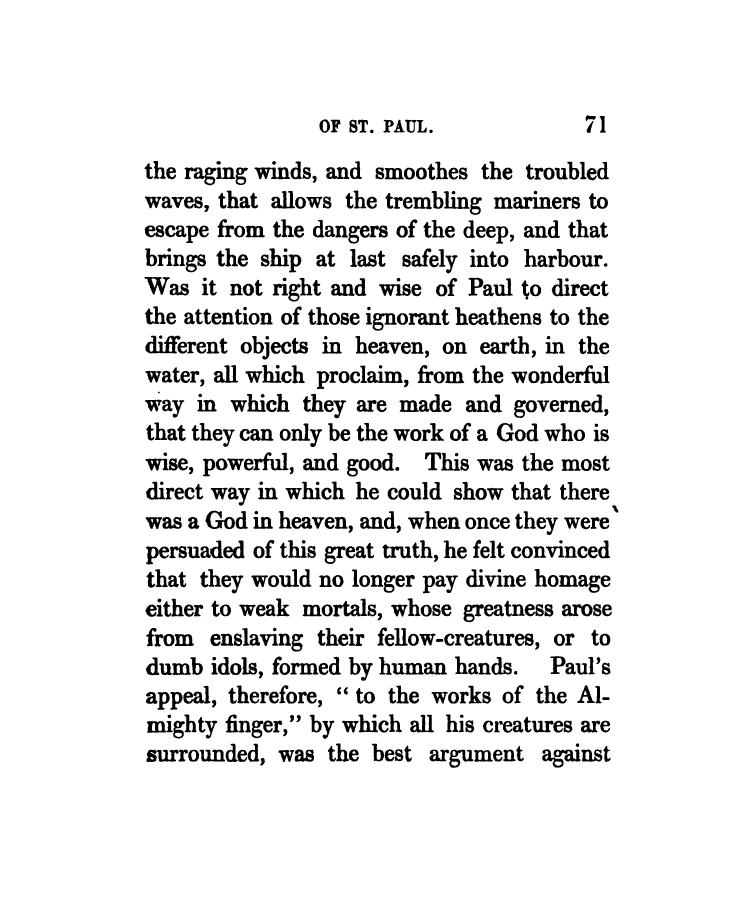 OF ST. PAUL. 71
the raging winds, and smoothes the troubled
waves, that allows the trembling mariners to
escape from the dangers of the deep, and that
brings the ship at last safely into harbour.
Was it not right and wise of Paul to direct
the attention of those ignorant heathens to the
different objects in heaven, on earth, in the
water, all which proclaim, from the wonderful
way in which they are made and governed,
that they can only be the work of a God who is
wise, powerful, and good. This was the most
direct way in which he could show that there
was a God in heaven, and, when once they were
persuaded of this great truth, he felt convinced
that they would no longer pay divine homage
either to weak mortals, whose greatness arose
from enslaving their fellow-creatures, or to
dumb idols, formed by human hands. Paul's
appeal, therefore, " to the works of the Al-
mighty finger," by which all his creatures are
surrounded, was the best argument against